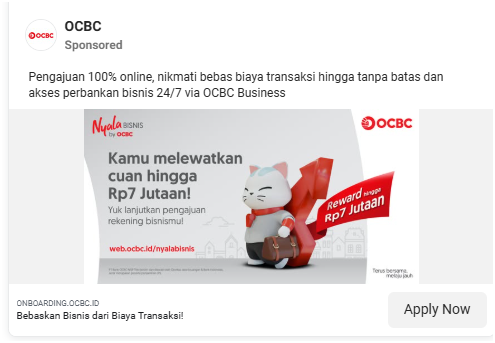 OCBC
OCBC
Sponsored
Pengajuan 100% online, nikmati bebas biaya transaksi hingga tanpa batas dan
akses perbankan bisnis 24/7 via OCBC Business
Nyala BISNIS
by OCBC
OCBC
Kamu melewatkan
cuan hingga
Rp7 Jutaan!
Yuk lanjutkan pengajuan
rekening bisnismu!
Reward hingga
Rp7 Jutaan
web.ocbc.id/nyalabisnis
Terus bersama,
melaju jauh
ONBOARDING.OCBC.ID
Bebaskan Bisnis dari Biaya Transaksi!
Apply Now